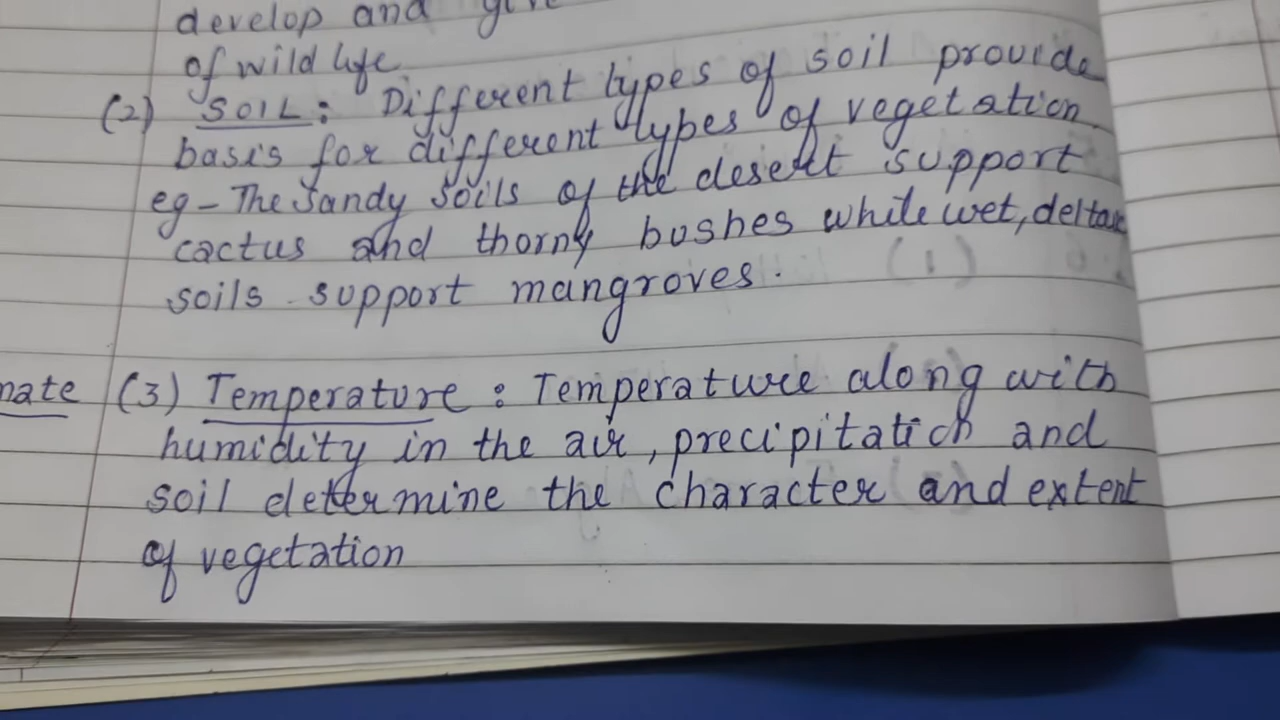 develop and give
of wild life
(2) SOIL: Different types of soil provide
basis for different types of vegetation
eg - The Sandy Soils of the desert support
cactus and thorny bushes while wet, deltaic
soils support mangroves.
(3) Temperature : Temperature along with
humidity in the air, precipitation and
soil determine the character and extent
of vegetation